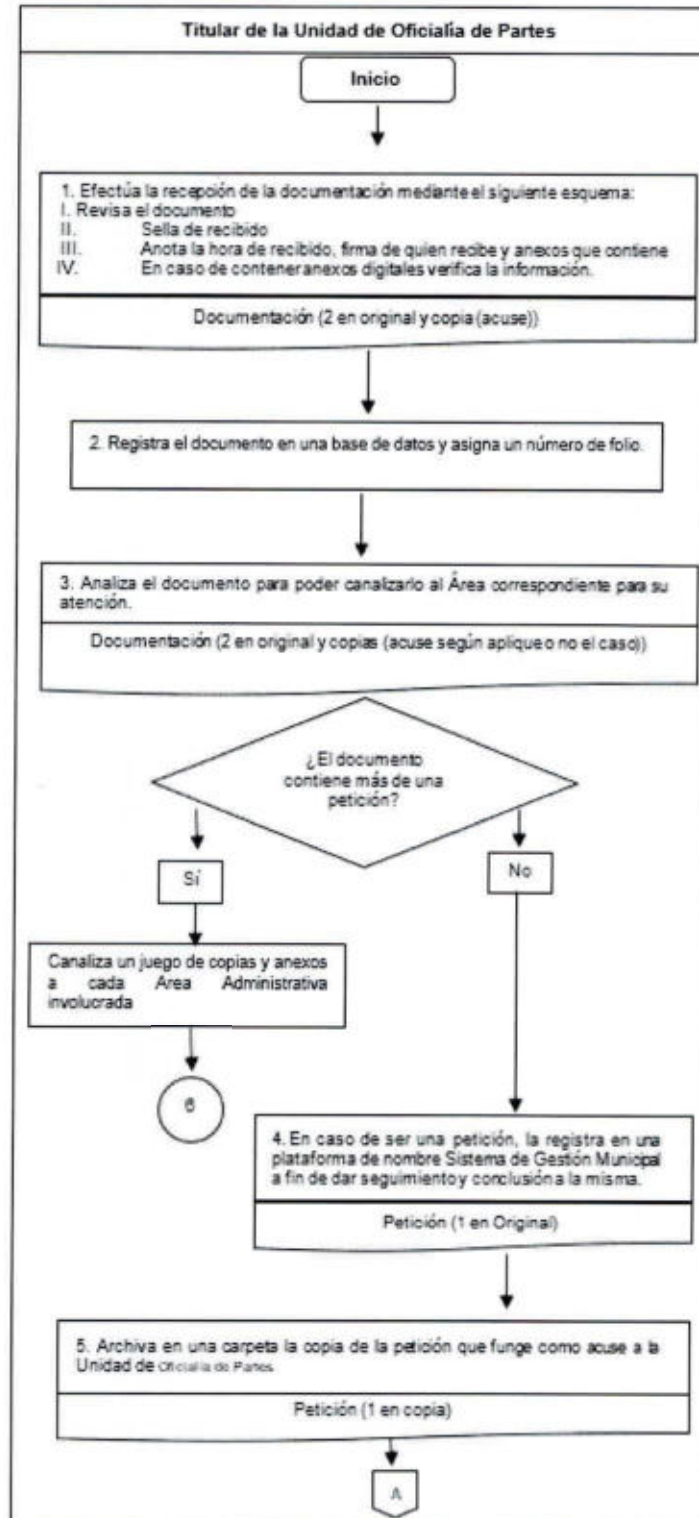 Titular de la Unidad de Oficialía de Partes
Inicio
1. Efectúa la recepción de la documentación mediante el siguiente esquema:
I. Revisa el documento
II. Sella de recibido
III. Anota la hora de recibido, firma de quien recibe y anexos que contiene
IV. En caso de contener anexos digitales verifica la información.
Documentación (2 en original y copia (acuse))
2. Registra el documento en una base de datos y asigna un número de folio.
3. Analiza el documento para poder canalizarlo al Área correspondiente para su
atención.
Documentación (2 en original y copias (acuse según aplique o no el caso))
¿El documento
contiene más de una
petición?
Sí
No
Canaliza un juego de copias y anexos
a cada Area Administrativa
involucrada
6
4. En caso de ser una petición, la registra en una
plataforma de nombre Sistema de Gestión Municipal
a fin de dar seguimiento y conclusión a la misma.
Petición (1 en Original)
5. Archiva en una carpeta la copia de la petición que funge como acuse a la
Unidad de Oficialía de Partes
Petición (1 en copia)
A